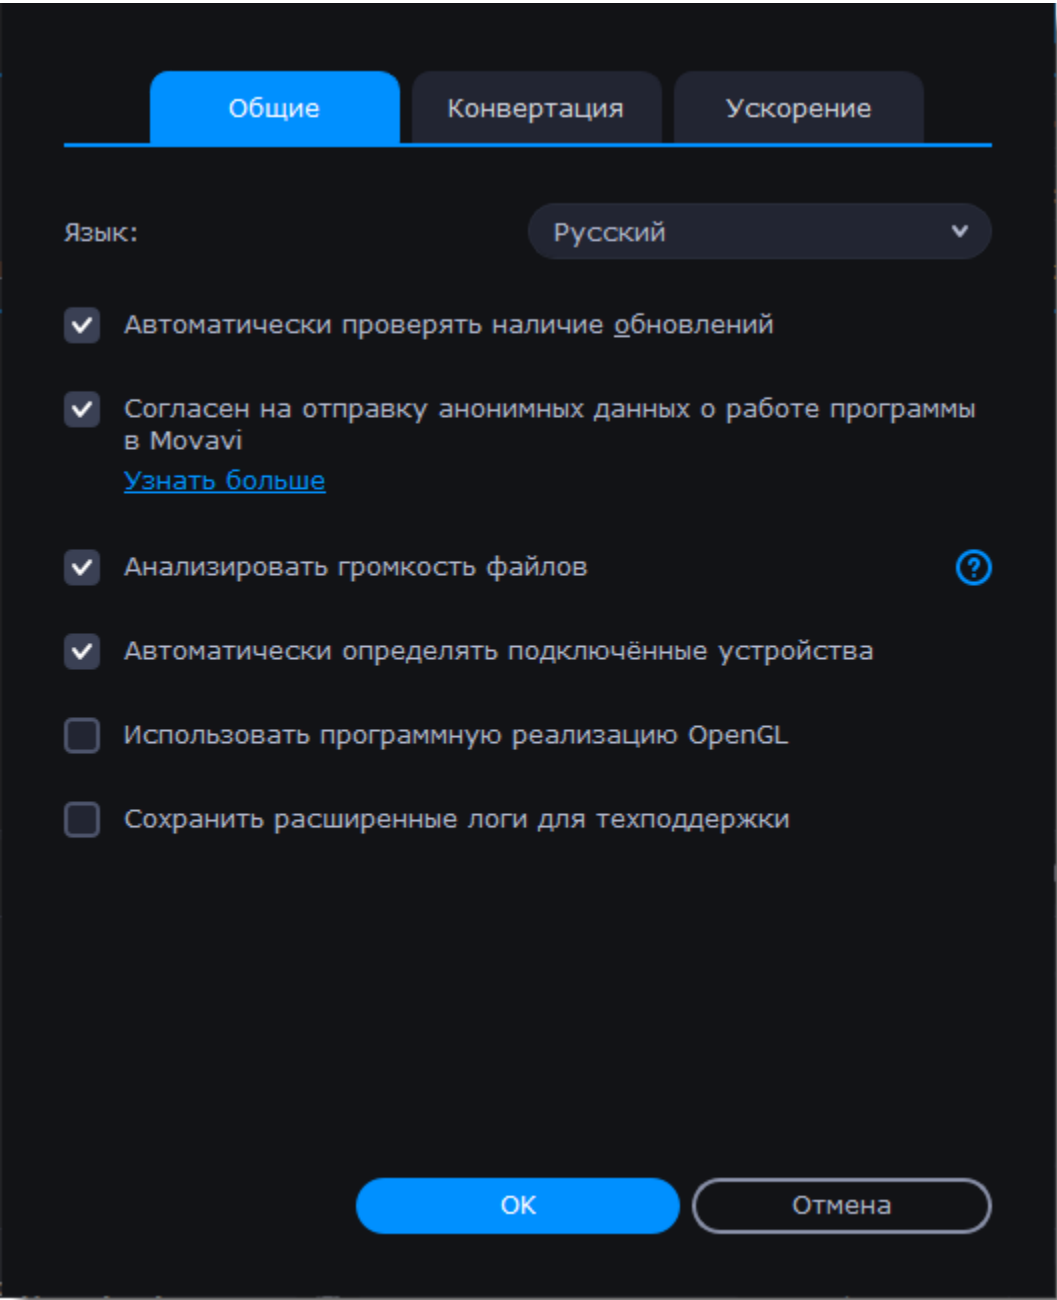 Общие
Конвертация
Ускорение
Язык:
Русский
Автоматически проверять наличие обновлений
Согласен на отправку анонимных данных о работе программы
в Movavi
Узнать больше
Анализировать громкость файлов
?
Автоматически определять подключённые устройства
Использовать программную реализацию OpenGL
Сохранить расширенные логи для техподдержки
ОК
Отмена